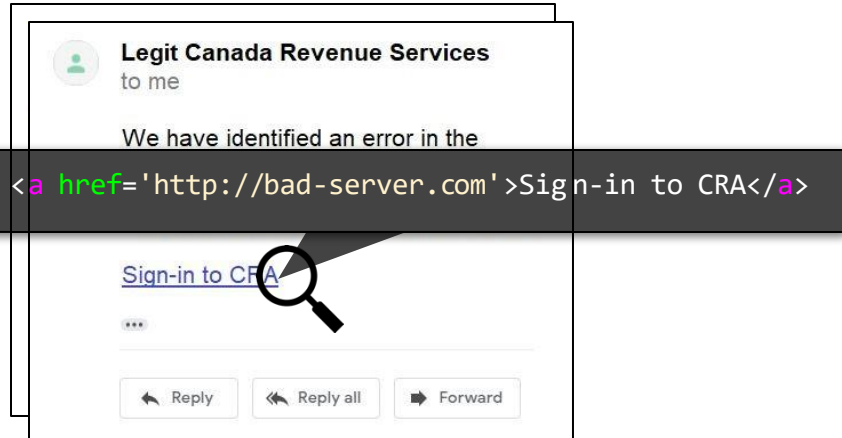 Legit Canada Revenue Services
to me
We have identified an error in the
<a href='http://bad-server.com'>Sign-in to CRA</a>
Sign-in to CRA
Reply
Reply all
Forward